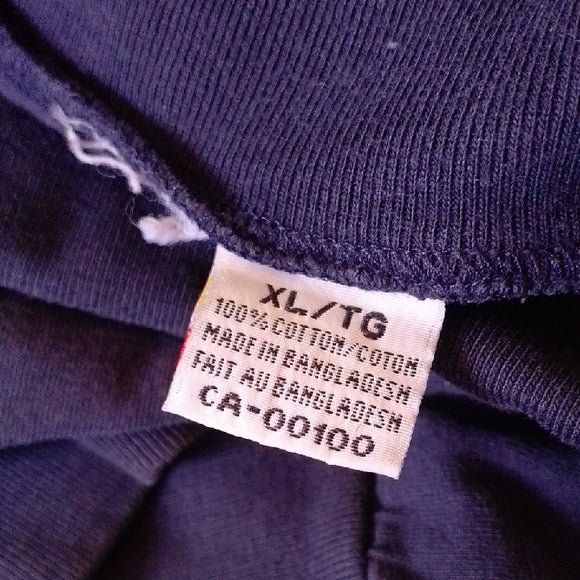 XL/TG
100% COTTON/COTON
MADE IN BANGLADESH
FAIT AU BANGLADESH
CA-00100